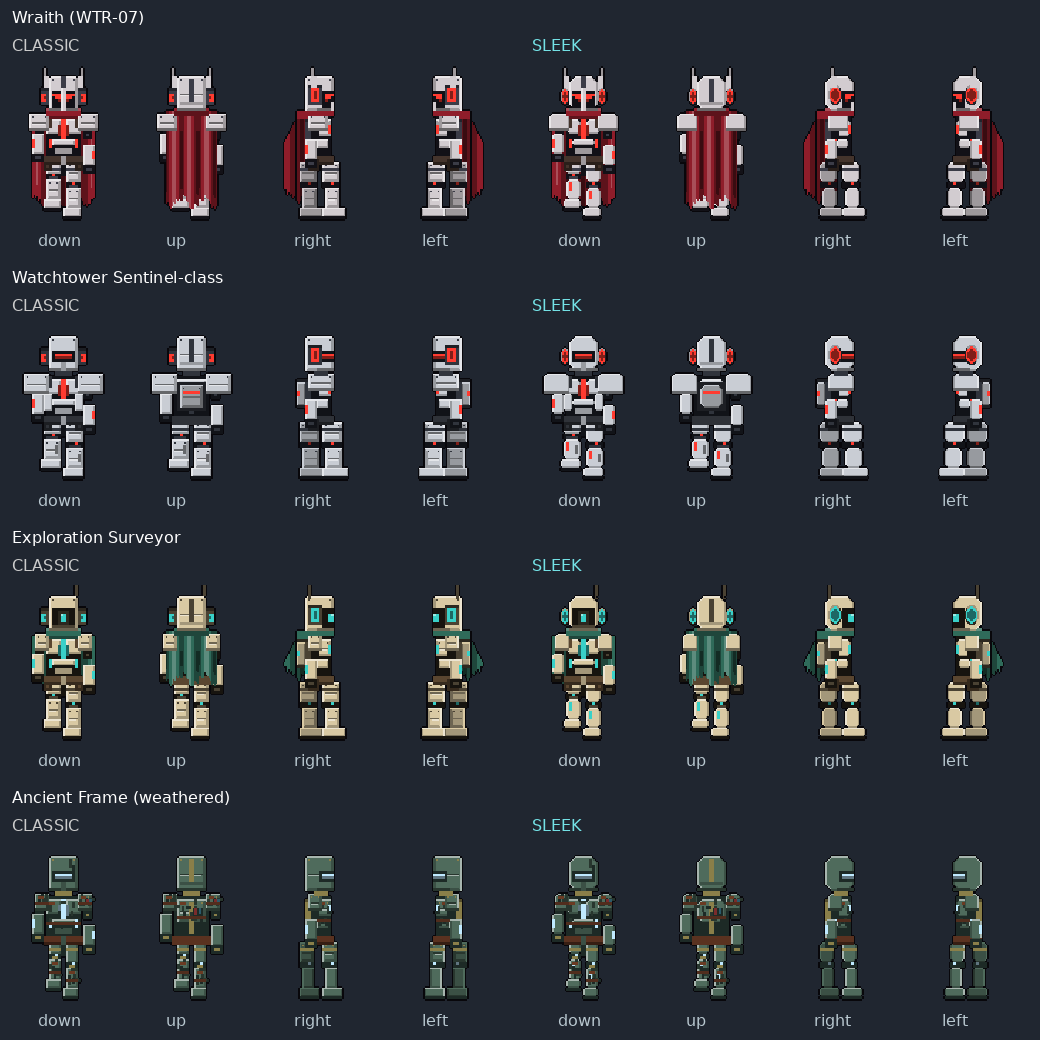 Wraith (WTR-07)
CLASSIC SLEEK
down up right left down up right left
Watchtower Sentinel-class
CLASSIC SLEEK
down up right left down up right left
Exploration Surveyor
CLASSIC SLEEK
down up right left down up right left
Ancient Frame (weathered)
CLASSIC SLEEK
down up right left down up right left